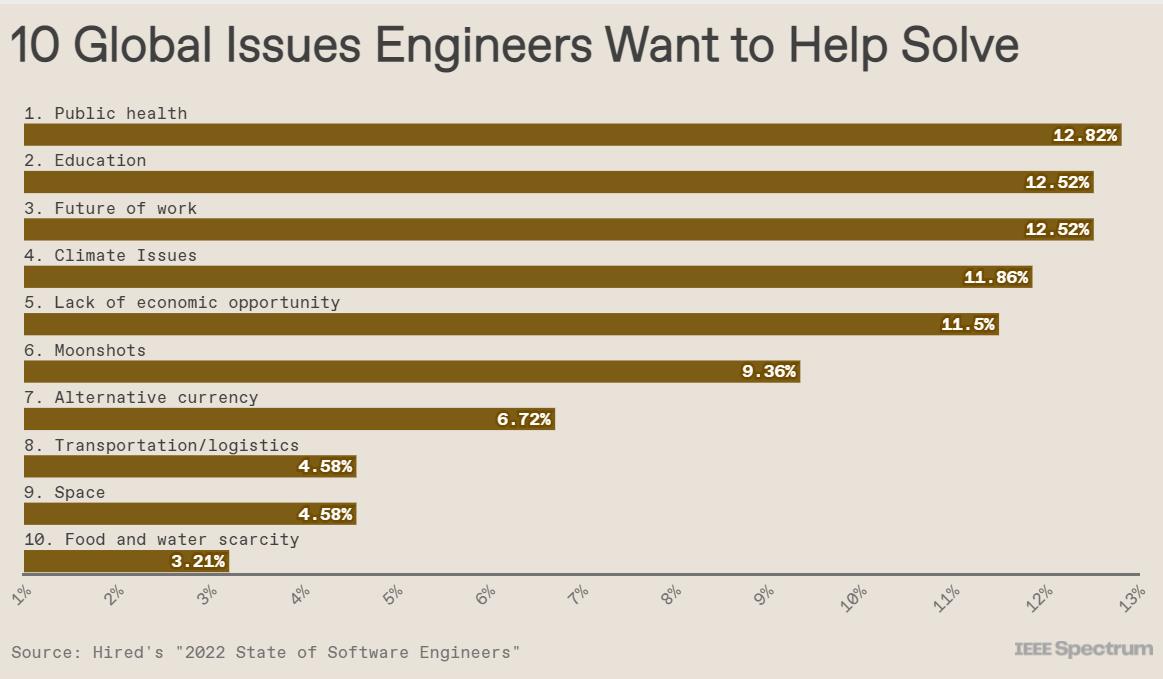 10 Global Issues Engineers Want to Help Solve
1. Public health
12.82%
2. Education
12.52%
3. Future of work
12.52%
4. Climate Issues
11.86%
5. Lack of economic opportunity
11.5%
6. Moonshots
9.36%
7. Alternative currency
6.72%
8. Transportation/logistics
4.58%
9. Space
4.58%
10. Food and water scarcity
3.21%
1% 2% 3% 4% 5% 6% 7% 8% 9% 10% 11% 12% 13%
Source: Hired's "2022 State of Software Engineers"
IEEE Spectrum